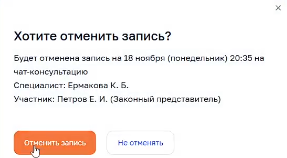 Хотите отменить запись?
Будет отменена запись на 18 ноября (понедельник) 20:35 на
чат-консультацию
Специалист: Ермакова К. Б.
Участник: Петров Е. И. (Законный представитель)
Отменить запись
Не отменять